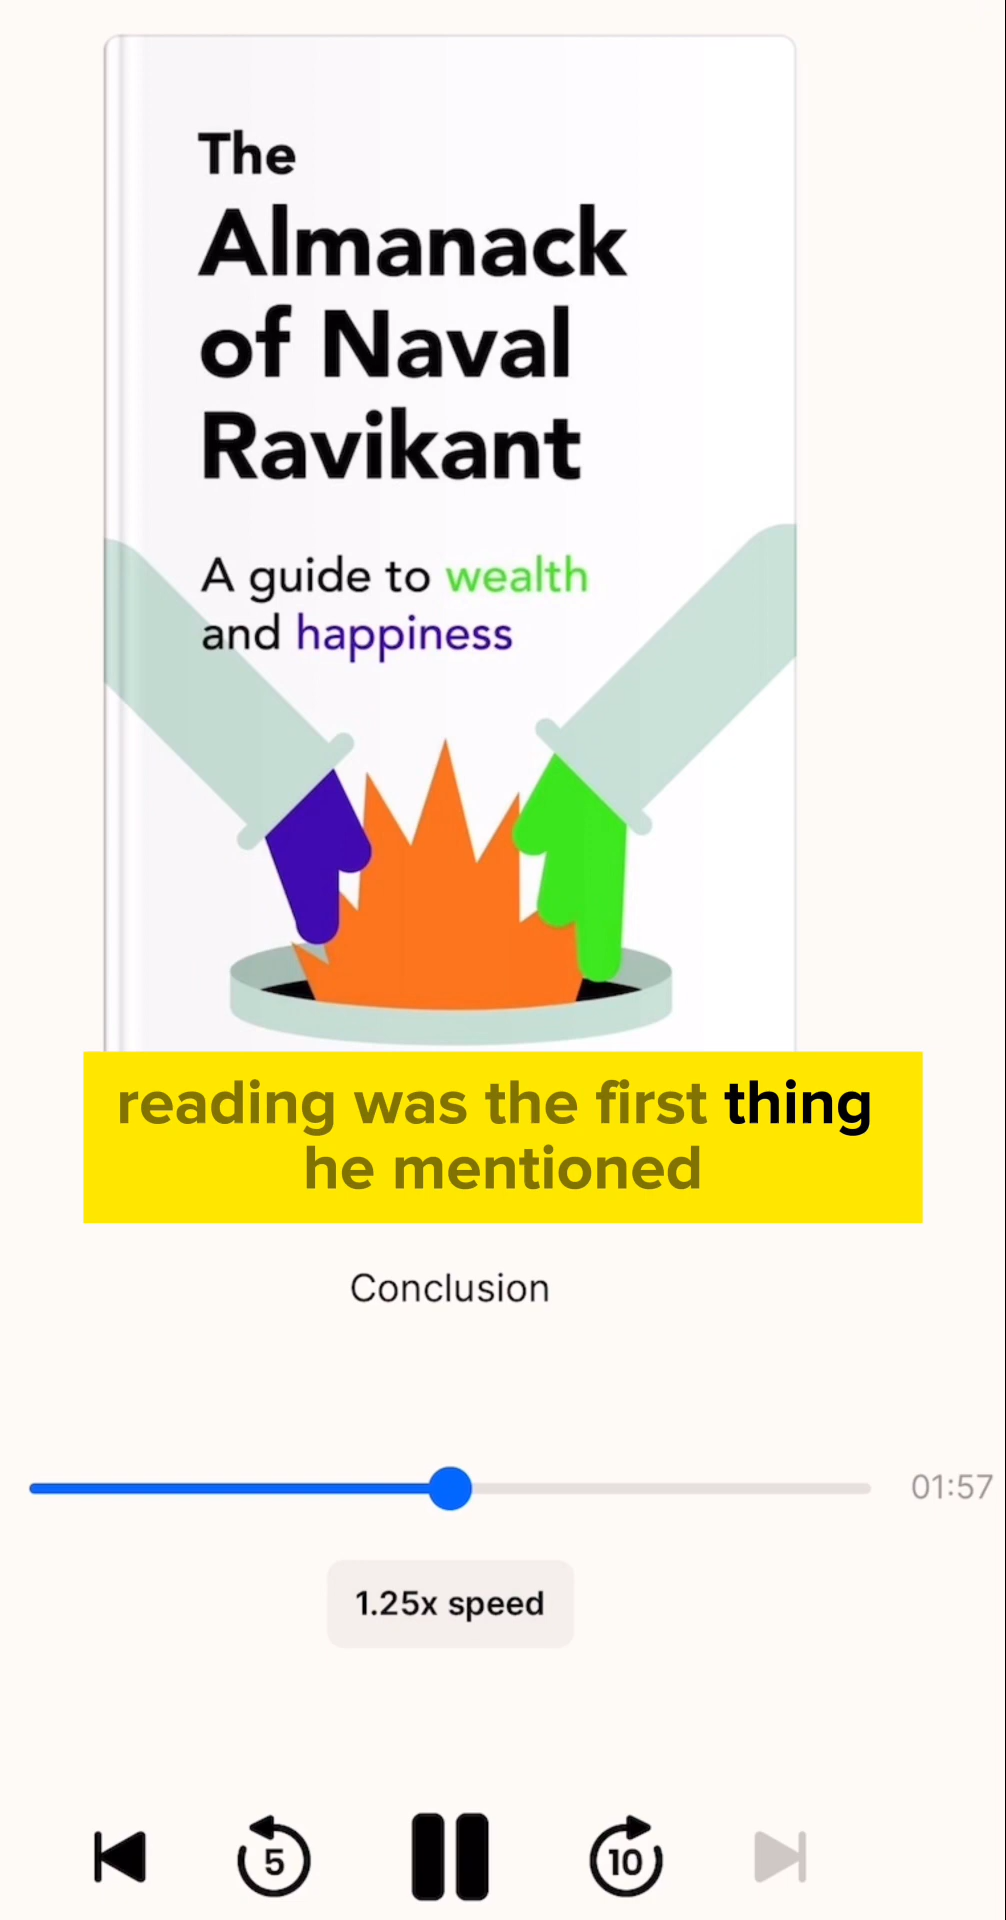 The
Almanack
of Naval
Ravikant
A guide to wealth
and happiness
reading was the first thing
he mentioned
Conclusion
01:57
1.25x speed
5
10